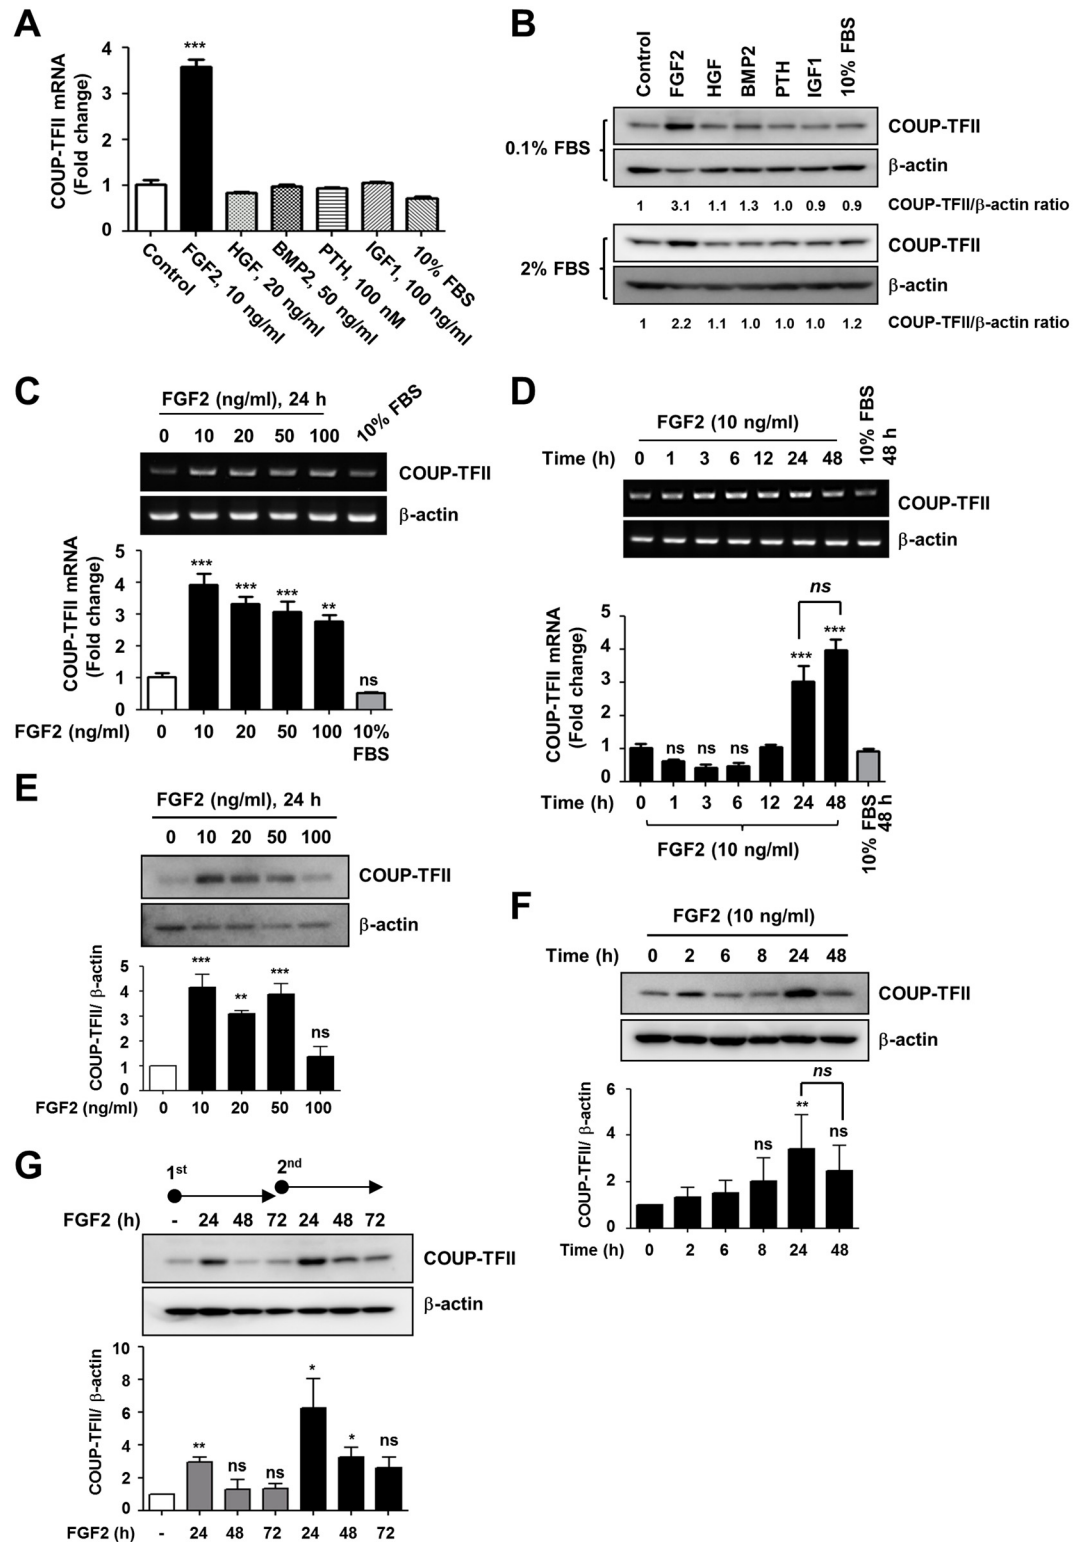 A
COUP-TFII mRNA
(Fold change)
4
3
2
1
0
***
Control
FGF2, 10 ng/ml
HGF, 20 ng/ml
BMP2, 50 ng/ml
PTH, 100 nM
IGF1, 100 ng/ml
10% FBS
B
Control
FGF2
HGF
BMP2
PTH
IGF1
10% FBS
0.1% FBS
COUP-TFII
β-actin
1 3.1 1.1 1.3 1.0 0.9 0.9 COUP-TFII/β-actin ratio
2% FBS
COUP-TFII
β-actin
1 2.2 1.1 1.0 1.0 1.0 1.2 COUP-TFII/β-actin ratio
C
FGF2 (ng/ml), 24 h
0 10 20 50 100 10% FBS
COUP-TFII
β-actin
COUP-TFII mRNA
(Fold change)
5
4
3
2
1
0
*** *** *** ** ns
FGF2 (ng/ml) 0 10 20 50 100 10%
FBS
D
FGF2 (10 ng/ml)
Time (h) 0 1 3 6 12 24 48 10% FBS
48 h
COUP-TFII
β-actin
COUP-TFII mRNA
(Fold change)
5
4
3
2
1
0
ns
ns ns ns *** ***
Time (h) 0 1 3 6 12 24 48 10% FBS
48 h
FGF2 (10 ng/ml)
E
FGF2 (ng/ml), 24 h
0 10 20 50 100
COUP-TFII
β-actin
COUP-TFII/ β-actin
5
4
3
2
1
0
*** ** *** ns
FGF2 (ng/ml) 0 10 20 50 100
F
FGF2 (10 ng/ml)
Time (h) 0 2 6 8 24 48
COUP-TFII
β-actin
COUP-TFII/ β-actin
6
4
2
0
ns
ns ** ns
Time (h) 0 2 6 8 24 48
G
1st 2nd
FGF2 (h) - 24 48 72 24 48 72
COUP-TFII
β-actin
COUP-TFII/ β-actin
10
8
6
4
2
0
** ns ns * * ns
FGF2 (h) - 24 48 72 24 48 72